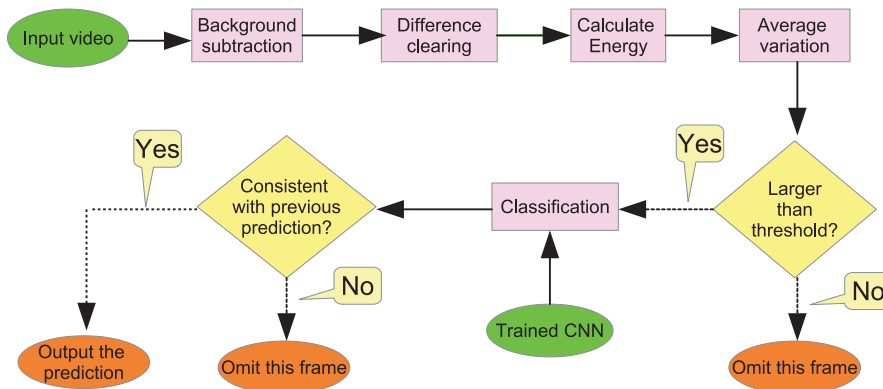 Input video
Background
subtraction
Difference
clearing
Calculate
Energy
Average
variation
Larger
than
threshold?
Yes
No
Omit this frame
Classification
Trained CNN
Consistent
with previous
prediction?
Yes
No
Output the
prediction
Omit this frame